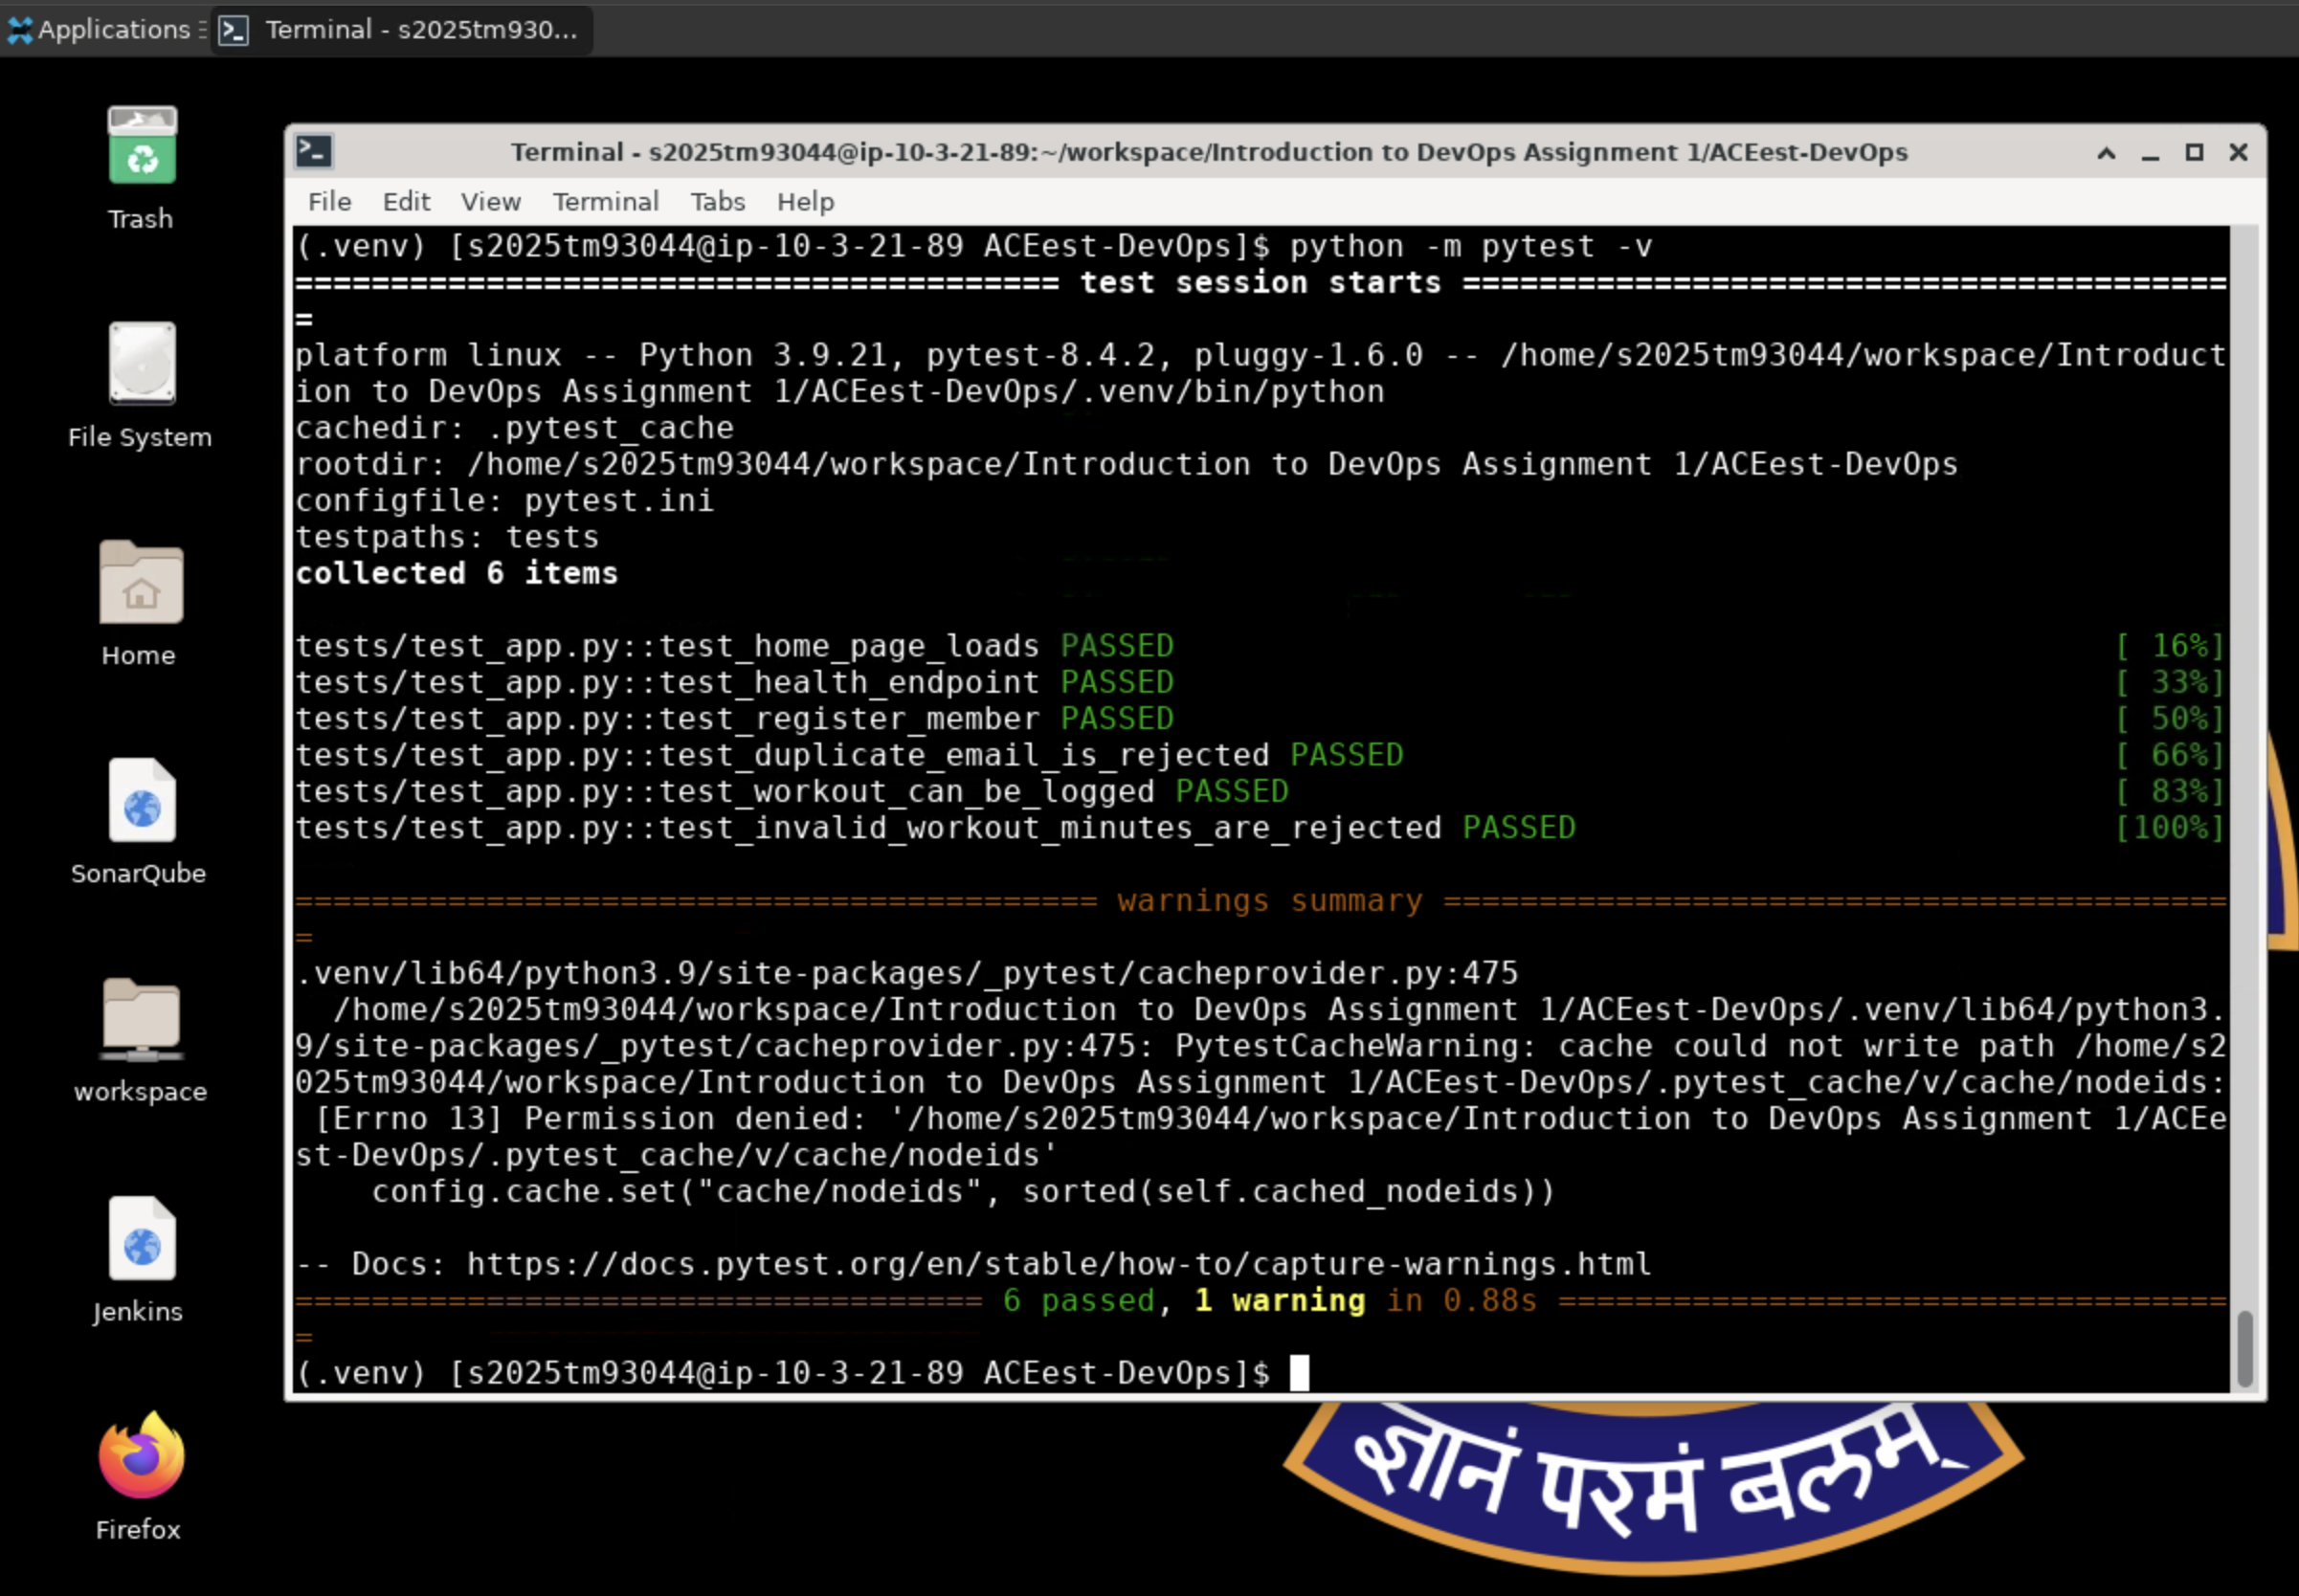 Applications
Terminal - s2025tm930...
Trash
File System
Home
SonarQube
workspace
Jenkins
Firefox
Terminal - s2025tm93044@ip-10-3-21-89:~/workspace/Introduction to DevOps Assignment 1/ACEest-DevOps
File Edit View Terminal Tabs Help
(.venv) [s2025tm93044@ip-10-3-21-89 ACEest-DevOps]$ python -m pytest -v
======================================== test session starts ========================================
=
platform linux -- Python 3.9.21, pytest-8.4.2, pluggy-1.6.0 -- /home/s2025tm93044/workspace/Introduct
ion to DevOps Assignment 1/ACEest-DevOps/.venv/bin/python
cachedir: .pytest_cache
rootdir: /home/s2025tm93044/workspace/Introduction to DevOps Assignment 1/ACEest-DevOps
configfile: pytest.ini
testpaths: tests
collected 6 items
tests/test_app.py::test_home_page_loads PASSED [ 16%]
tests/test_app.py::test_health_endpoint PASSED [ 33%]
tests/test_app.py::test_register_member PASSED [ 50%]
tests/test_app.py::test_duplicate_email_is_rejected PASSED [ 66%]
tests/test_app.py::test_workout_can_be_logged PASSED [ 83%]
tests/test_app.py::test_invalid_workout_minutes_are_rejected PASSED [100%]
========================================== warnings summary =========================================
=
.venv/lib64/python3.9/site-packages/_pytest/cacheprovider.py:475
/home/s2025tm93044/workspace/Introduction to DevOps Assignment 1/ACEest-DevOps/.venv/lib64/python3.
9/site-packages/_pytest/cacheprovider.py:475: PytestCacheWarning: cache could not write path /home/s2
025tm93044/workspace/Introduction to DevOps Assignment 1/ACEest-DevOps/.pytest_cache/v/cache/nodeids:
[Errno 13] Permission denied: '/home/s2025tm93044/workspace/Introduction to DevOps Assignment 1/ACEe
st-DevOps/.pytest_cache/v/cache/nodeids'
config.cache.set("cache/nodeids", sorted(self.cached_nodeids))
-- Docs: https://docs.pytest.org/en/stable/how-to/capture-warnings.html
==================================== 6 passed, 1 warning in 0.88s ===================================
=
(.venv) [s2025tm93044@ip-10-3-21-89 ACEest-DevOps]$
ज्ञानं परमं बलम्